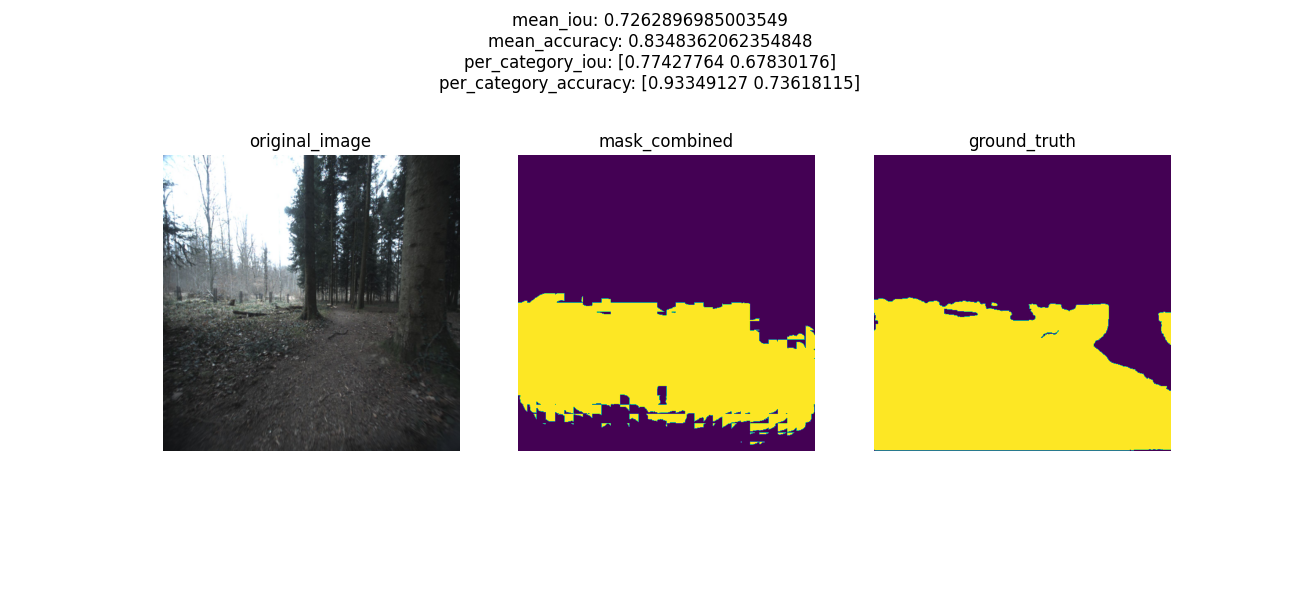 mean_iou: 0.7262896985003549
mean_accuracy: 0.8348362062354848
per_category_iou: [0.77427764 0.67830176]
per_category_accuracy: [0.93349127 0.73618115]
original_image
mask_combined
ground_truth